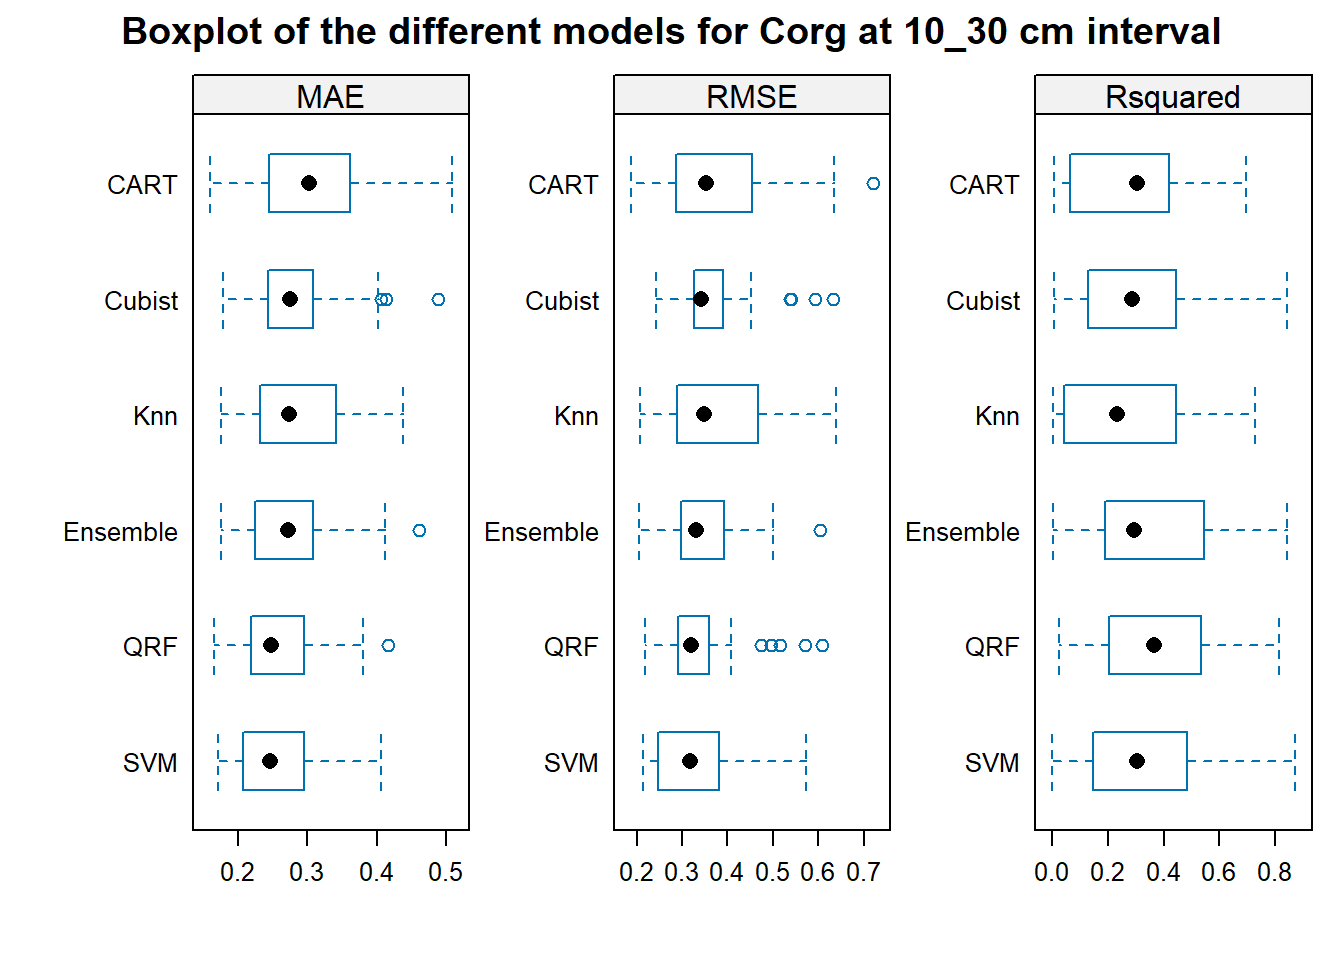 Boxplot of the different models for Corg at 10_30 cm interval
MAE RMSE Rsquared
CART CART CART
Cubist Cubist Cubist
Knn Knn Knn
Ensemble Ensemble Ensemble
QRF QRF QRF
SVM SVM SVM
0.2 0.3 0.4 0.5 0.2 0.3 0.4 0.5 0.6 0.7 0.0 0.2 0.4 0.6 0.8